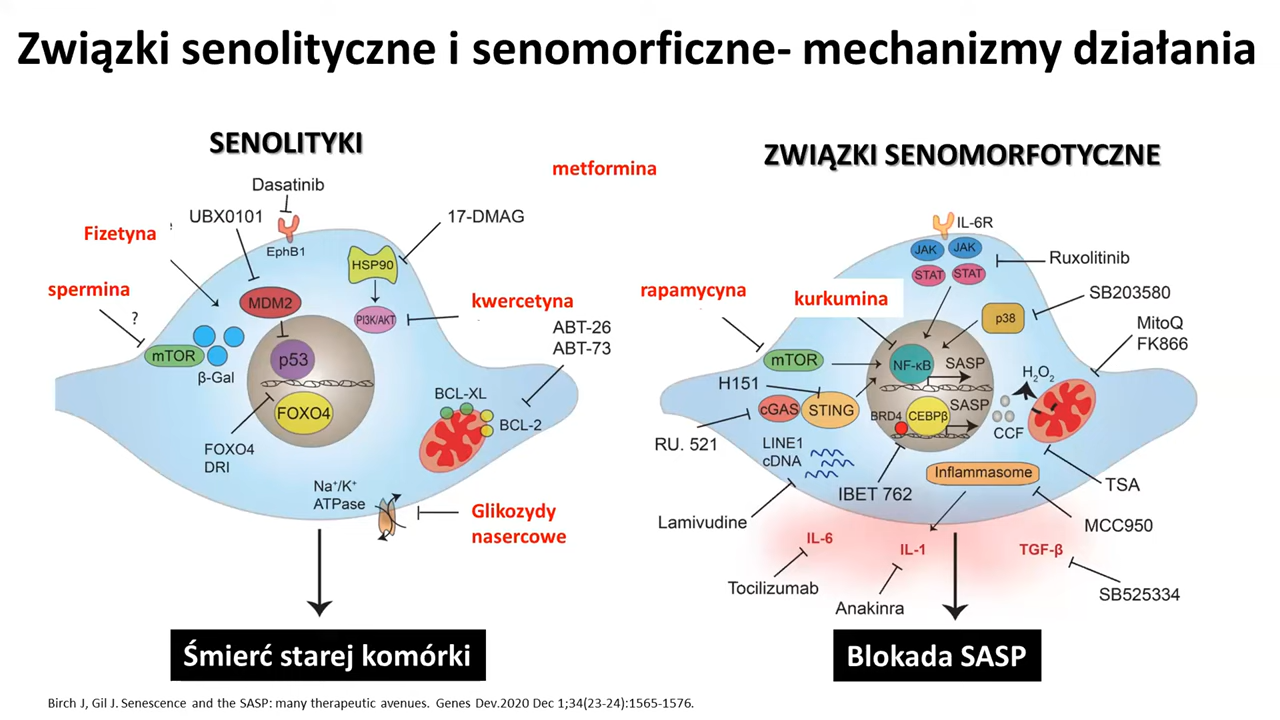 Związki senolityczne i senomorficzne- mechanizmy działania
SENOLITYKI
Dasatinib
UBX0101
EphB1
17-DMAG
Fizetyna
HSP90
spermina
?
MDM2
PI3K/AKT
kwercetyna
ABT-26
ABT-73
mTOR
β-Gal
p53
FOXO4
BCL-XL
BCL-2
FOXO4
DRI
Na⁺/K⁺
ATPase
Glikozydy
nasercowe
Śmierć starej komórki
metformina
ZWIĄZKI SENOMORFOTYCZNE
IL-6R
JAK
JAK
STAT
STAT
Ruxolitinib
rapamycyna
kurkumina
p38
SB203580
MitoQ
FK866
mTOR
NF-κB
SASP
H₂O₂
H151
cGAS
STING
BRD4
CEBPβ
SASP
CCF
RU. 521
LINE1
cDNA
IBET 762
Inflammasome
TSA
Lamivudine
MCC950
IL-6
IL-1
TGF-β
Tocilizumab
Anakinra
SB525334
Blokada SASP
Birch J, Gil J. Senescence and the SASP: many therapeutic avenues. Genes Dev.2020 Dec 1;34(23-24):1565-1576.